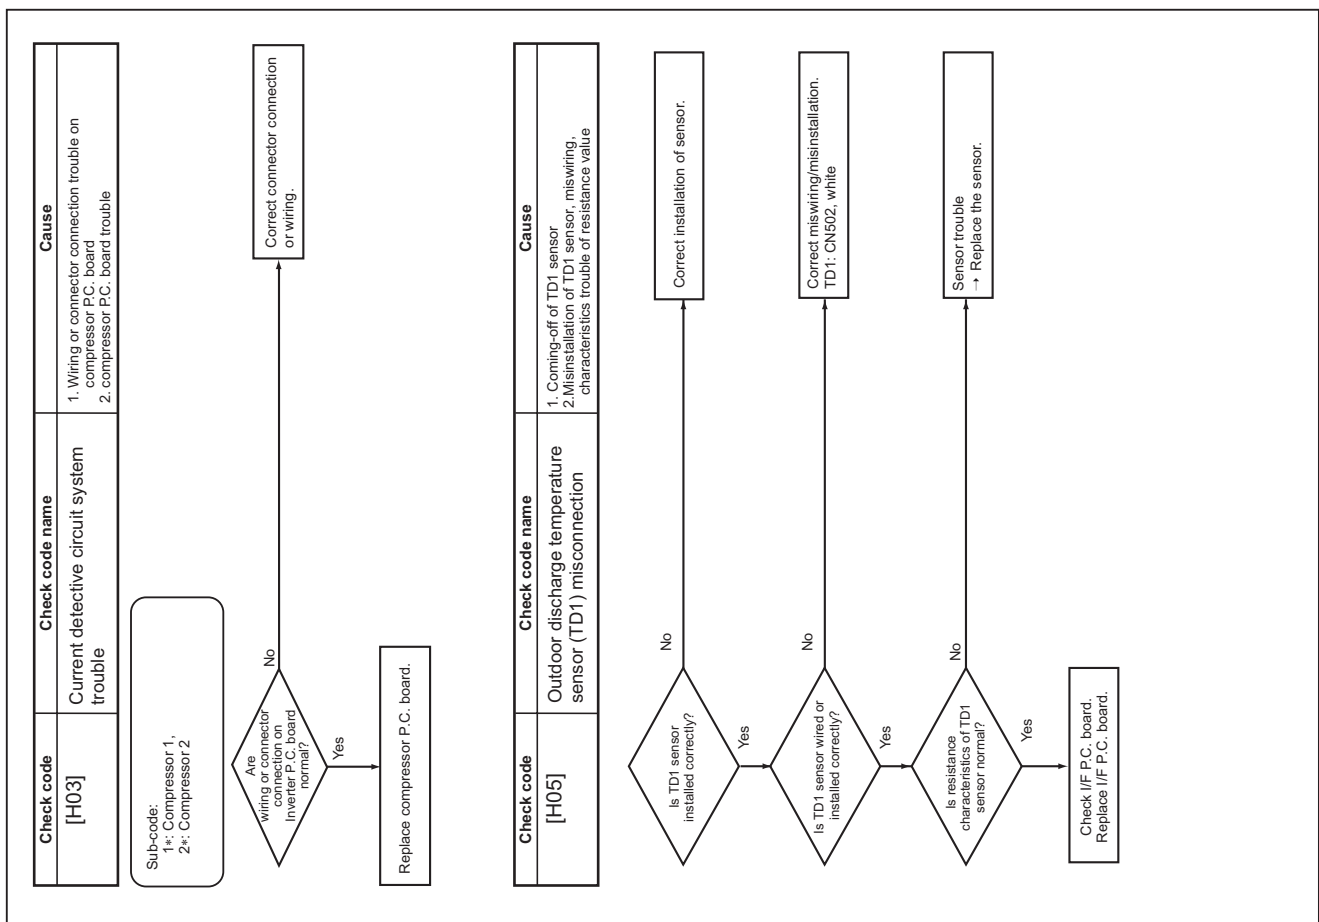 Check code
Check code name
Cause
[H03]
Current detective circuit system
trouble
1. Wiring or connector connection trouble on
compressor P.C. board
2. compressor P.C. board trouble
Sub-code:
1*: Compressor 1,
2*: Compressor 2
Are
wiring or connector
connection on
Inverter P.C. board
normal?
No
Correct connector connection
or wiring.
Yes
Replace compressor P.C. board.
Check code
Check code name
Cause
[H05]
Outdoor discharge temperature
sensor (TD1) misconnection
1. Coming-off of TD1 sensor
2.Misinstallation of TD1 sensor, miswiring,
characteristics trouble of resistance value
Is TD1 sensor
installed correctly?
No
Correct installation of sensor.
Yes
Is TD1 sensor wired or
installed correctly?
No
Correct miswiring/misinstallation.
TD1: CN502, white
Yes
Is resistance
characteristics of TD1
sensor normal?
No
Sensor trouble
→ Replace the sensor.
Yes
Check I/F P.C. board.
Replace I/F P.C. board.